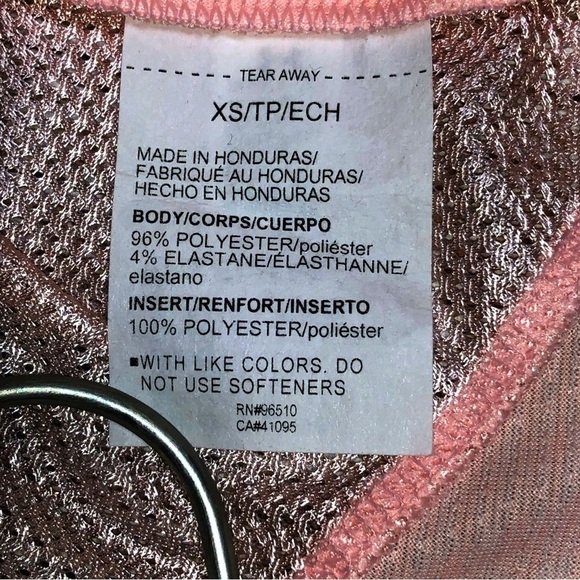 TEAR AWAY
XS/TP/ECH
MADE IN HONDURAS/
FABRIQUÉ AU HONDURAS/
HECHO EN HONDURAS
BODY/CORPS/CUERPO
96% POLYESTER/poliéster
4% ELASTANE/ÉLASTHANNE/
elastano
INSERT/RENFORT/INSERTO
100% POLYESTER/poliéster
■WITH LIKE COLORS. DO
NOT USE SOFTENERS
RN#96510
CA#41095